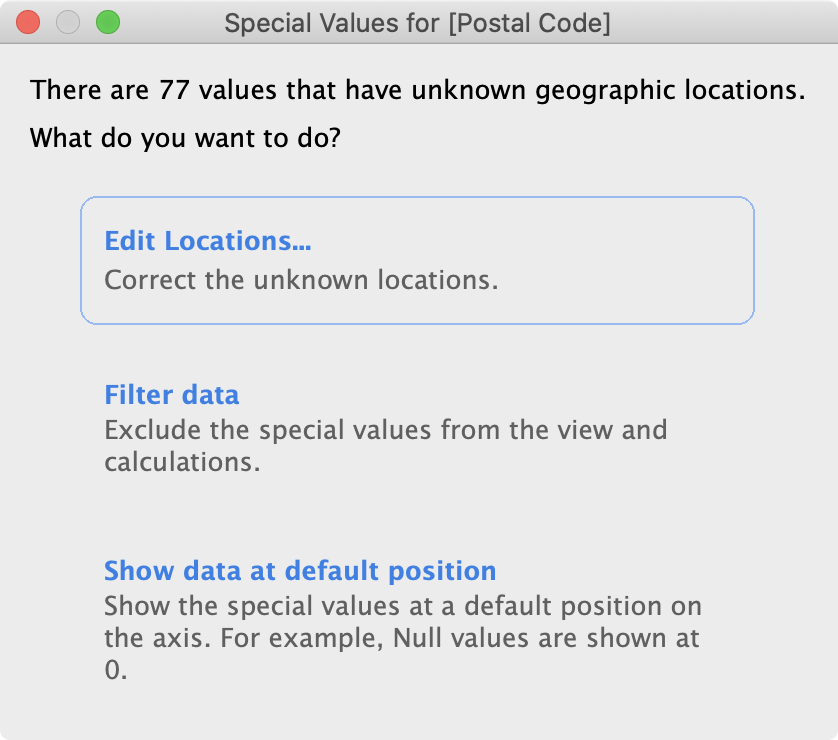 Special Values for [Postal Code]
There are 77 values that have unknown geographic locations.
What do you want to do?
Edit Locations...
Correct the unknown locations.
Filter data
Exclude the special values from the view and
calculations.
Show data at default position
Show the special values at a default position on
the axis. For example, Null values are shown at
0.